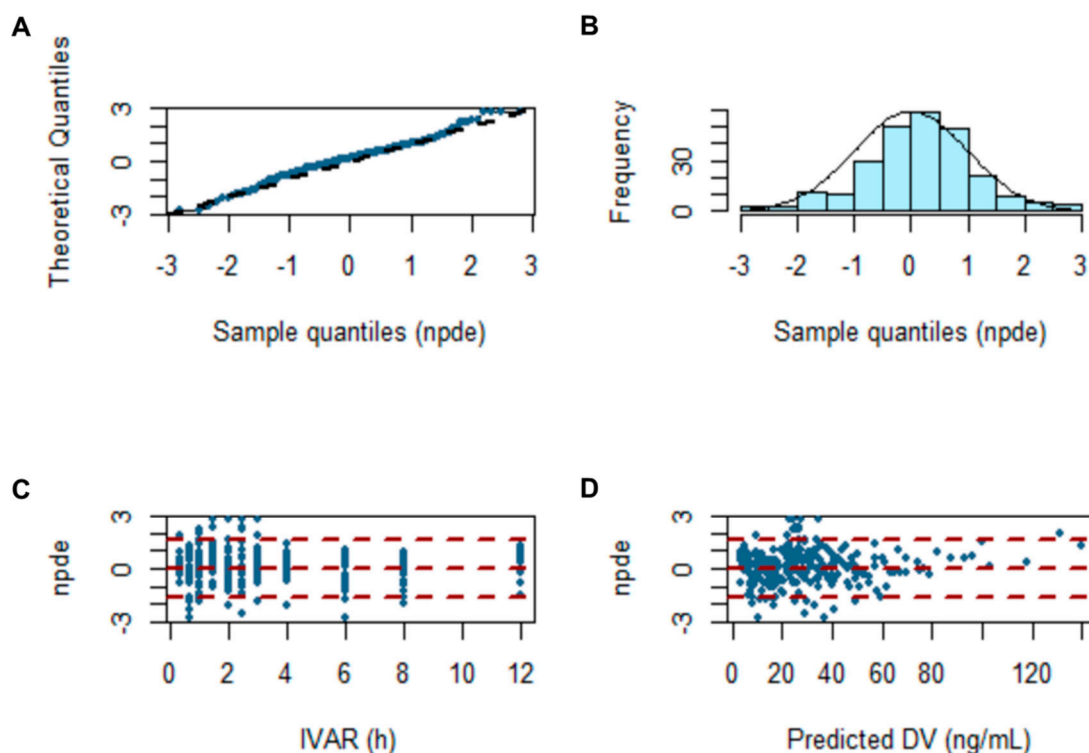 A
Theoretical Quantiles
3
0
-3
-3 -2 -1 0 1 2 3
Sample quantiles (npde)
B
Frequency
30
0
-3 -1 0 1 2 3
Sample quantiles (npde)
C
npde
3
0
-3
0 2 4 6 8 10 12
IVAR (h)
D
npde
3
0
-3
0 20 40 60 80 120
Predicted DV (ng/mL)